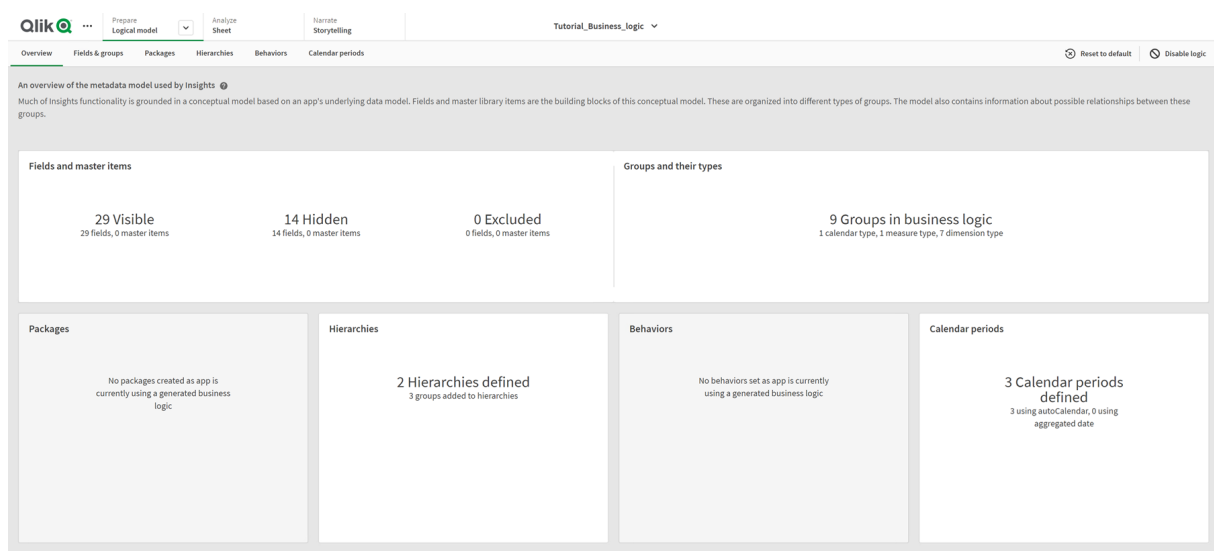 Qlik
Prepare
Logical model
Analyze
Sheet
Narrate
Storytelling
Tutorial_Business_logic
Overview
Fields & groups
Packages
Hierarchies
Behaviors
Calendar periods
Reset to default
Disable logic
An overview of the metadata model used by Insights
Much of Insights functionality is grounded in a conceptual model based on an app's underlying data model. Fields and master library items are the building blocks of this conceptual model. These are organized into different types of groups. The model also contains information about possible relationships between these
groups.
Fields and master items
29 Visible
29 fields, 0 master items
14 Hidden
14 fields, 0 master items
0 Excluded
0 fields, 0 master items
Groups and their types
9 Groups in business logic
1 calendar type, 1 measure type, 7 dimension type
Packages
No packages created as app is
currently using a generated business
logic
Hierarchies
2 Hierarchies defined
3 groups added to hierarchies
Behaviors
No behaviors set as app is currently
using a generated business logic
Calendar periods
3 Calendar periods
defined
3 using autoCalendar, 0 using
aggregated date